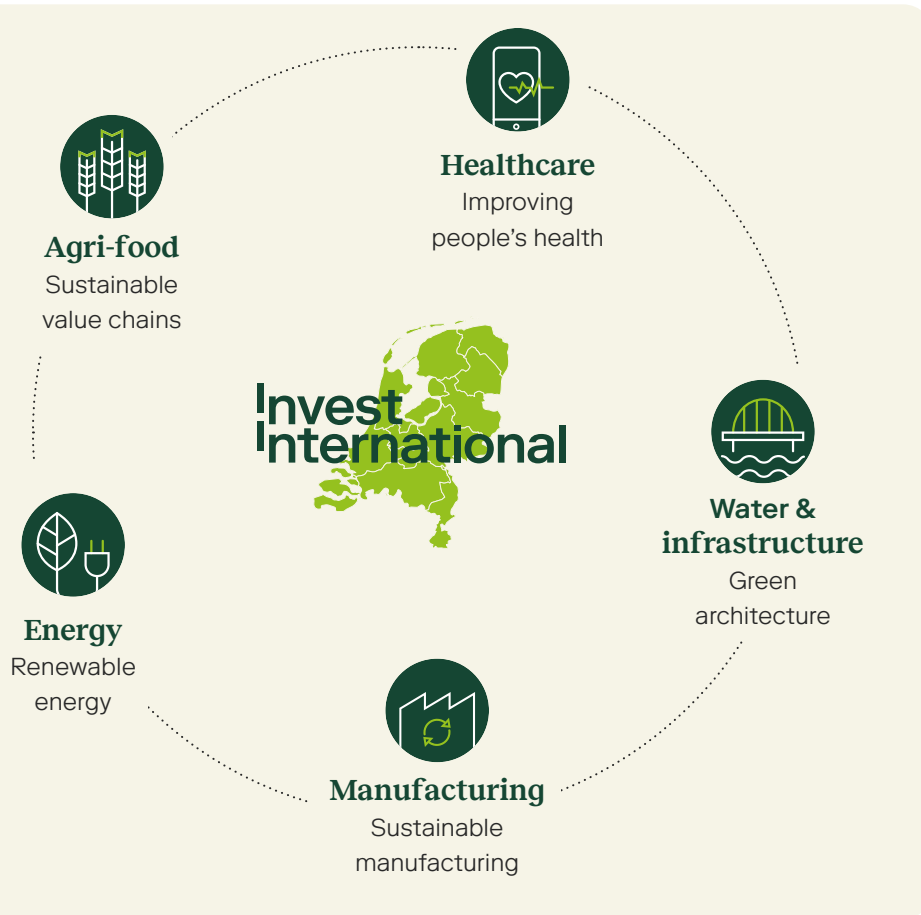 Healthcare
Improving
people's health
Agri-food
Sustainable
value chains
Invest
International
Water &
infrastructure
Green
architecture
Energy
Renewable
energy
Manufacturing
Sustainable
manufacturing